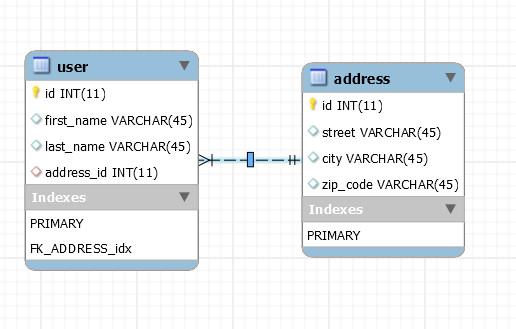 user
id INT(11)
first_name VARCHAR(45)
last_name VARCHAR(45)
address_id INT(11)
Indexes
PRIMARY
FK_ADDRESS_idx
address
id INT(11)
street VARCHAR(45)
city VARCHAR(45)
zip_code VARCHAR(45)
Indexes
PRIMARY